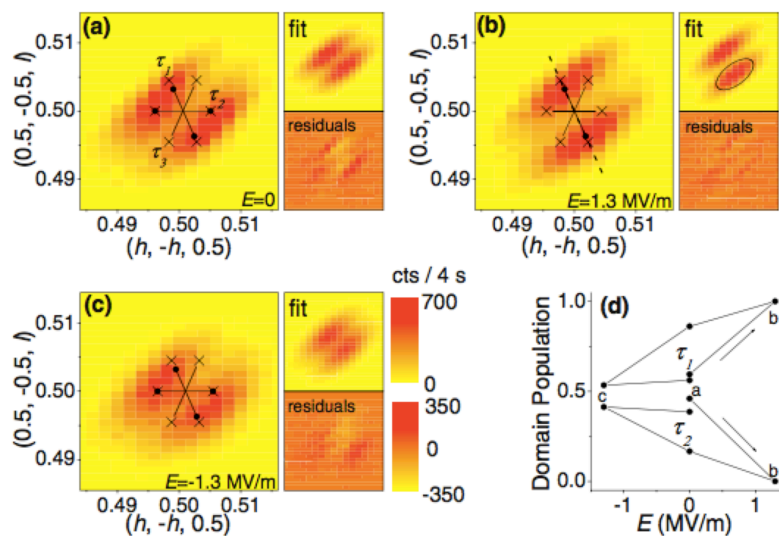 (a)
fit
τ1
τ2
τ3
E=0
residuals
0.51
0.50
0.49
(0.5, -0.5, l)
0.49 0.50 0.51
(h, -h, 0.5)
(b)
fit
E=1.3 MV/m
residuals
0.51
0.50
0.49
(0.5, -0.5, l)
0.49 0.50 0.51
(h, -h, 0.5)
(c)
fit
E=-1.3 MV/m
residuals
0.51
0.50
0.49
(0.5, -0.5, l)
0.49 0.50 0.51
(h, -h, 0.5)
cts / 4 s
700
0
350
0
-350
(d)
1.0
0.5
0.0
Domain Population
b
τ1
a
c
τ2
b
-1 0 1
E (MV/m)